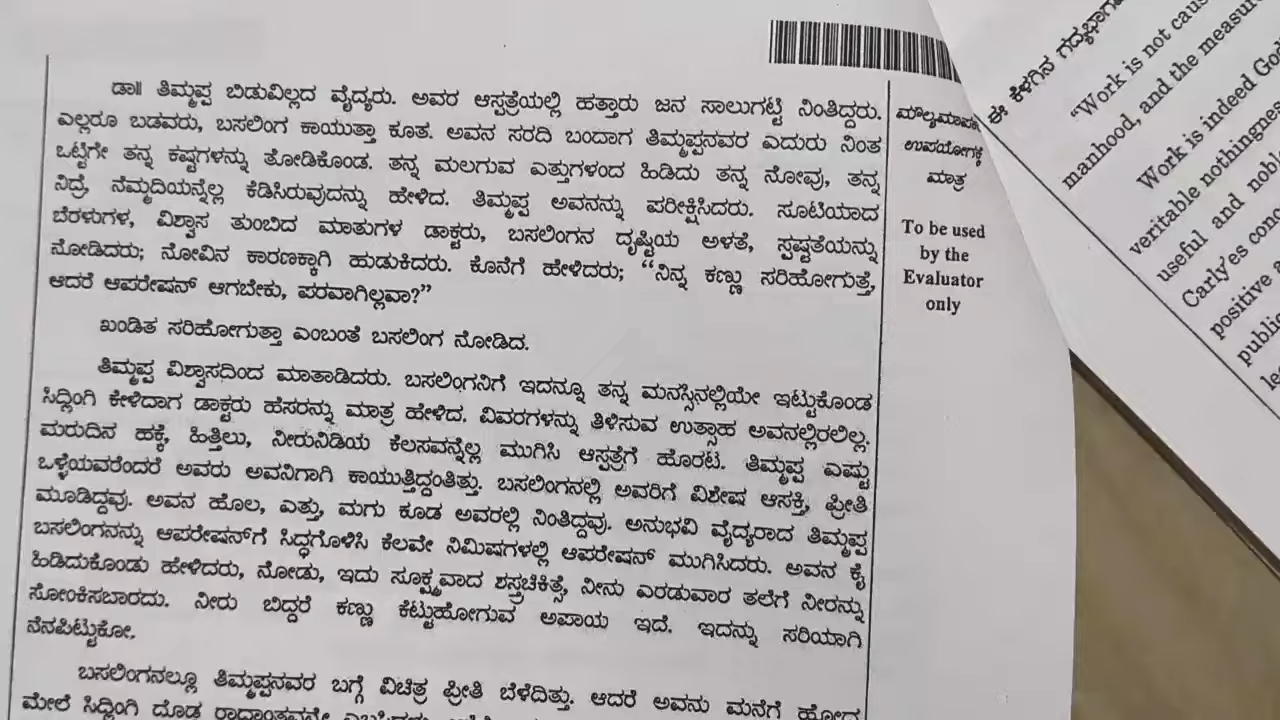 ಡಾ॥ ತಿಮ್ಮಪ್ಪ ಬಿಡುವಿಲ್ಲದ ವೈದ್ಯರು. ಅವರ ಆಸ್ಪತ್ರೆಯಲ್ಲಿ ಹತ್ತಾರು ಜನ ಸಾಲುಗಟ್ಟಿ ನಿಂತಿದ್ದರು.
ಎಲ್ಲರೂ ಬಡವರು, ಬಸಲಿಂಗ ಕಾಯುತ್ತಾ ಕೂತ. ಅವನ ಸರದಿ ಬಂದಾಗ ತಿಮ್ಮಪ್ಪನವರ ಎದುರು ನಿಂತ
ಒಟ್ಟಿಗೇ ತನ್ನ ಕಷ್ಟಗಳನ್ನು ತೋಡಿಕೊಂಡ. ತನ್ನ ಮಲಗುವ ಎತ್ತುಗಳಿಂದ ಹಿಡಿದು ತನ್ನ ನೋವು, ತನ್ನ
ನಿದ್ರೆ, ನೆಮ್ಮದಿಯನ್ನೆಲ್ಲ ಕೆಡಿಸಿರುವುದನ್ನು ಹೇಳಿದ. ತಿಮ್ಮಪ್ಪ ಅವನನ್ನು ಪರೀಕ್ಷಿಸಿದರು. ಸೂಟಿಯಾದ
ಬೆರಳುಗಳ, ವಿಶ್ವಾಸ ತುಂಬಿದ ಮಾತುಗಳ ಡಾಕ್ಟರು, ಬಸಲಿಂಗನ ದೃಷ್ಟಿಯ ಅಳತೆ, ಸ್ಪಷ್ಟತೆಯನ್ನು
ನೋಡಿದರು; ನೋವಿನ ಕಾರಣಕ್ಕಾಗಿ ಹುಡುಕಿದರು. ಕೊನೆಗೆ ಹೇಳಿದರು; “ನಿನ್ನ ಕಣ್ಣು ಸರಿಹೋಗುತ್ತೆ,
ಆದರೆ ಆಪರೇಷನ್ ಆಗಬೇಕು, ಪರವಾಗಿಲ್ಲವಾ?”
ಖಂಡಿತ ಸರಿಹೋಗುತ್ತಾ ಎಂಬಂತೆ ಬಸಲಿಂಗ ನೋಡಿದ.
ತಿಮ್ಮಪ್ಪ ವಿಶ್ವಾಸದಿಂದ ಮಾತಾಡಿದರು. ಬಸಲಿಂಗನಿಗೆ ಇದನ್ನೂ ತನ್ನ ಮನಸ್ಸಿನಲ್ಲಿಯೇ ಇಟ್ಟುಕೊಂಡ
ಸಿದ್ಲಿಂಗಿ ಕೇಳಿದಾಗ ಡಾಕ್ಟರು ಹೆಸರನ್ನು ಮಾತ್ರ ಹೇಳಿದ. ವಿವರಗಳನ್ನು ತಿಳಿಸುವ ಉತ್ಸಾಹ ಅವನಲ್ಲಿರಲಿಲ್ಲ.
ಮರುದಿನ ಹಕ್ಕೆ, ಹಿತ್ತಿಲು, ನೀರುನಿಡಿಯ ಕೆಲಸವನ್ನೆಲ್ಲ ಮುಗಿಸಿ ಆಸ್ಪತ್ರೆಗೆ ಹೊರಟ. ತಿಮ್ಮಪ್ಪ ಎಷ್ಟು
ಒಳ್ಳೆಯವರೆಂದರೆ ಅವರು ಅವನಿಗಾಗಿ ಕಾಯುತ್ತಿದ್ದಂತಿತ್ತು. ಬಸಲಿಂಗನಲ್ಲಿ ಅವರಿಗೆ ವಿಶೇಷ ಆಸಕ್ತಿ, ಪ್ರೀತಿ
ಮೂಡಿದ್ದವು. ಅವನ ಹೊಲ, ಎತ್ತು, ಮಗು ಕೂಡ ಅವರಲ್ಲಿ ನಿಂತಿದ್ದವು. ಅನುಭವಿ ವೈದ್ಯರಾದ ತಿಮ್ಮಪ್ಪ
ಬಸಲಿಂಗನನ್ನು ಆಪರೇಷನ್‌ಗೆ ಸಿದ್ಧಗೊಳಿಸಿ ಕೆಲವೇ ನಿಮಿಷಗಳಲ್ಲಿ ಆಪರೇಷನ್ ಮುಗಿಸಿದರು. ಅವನ ಕೈ
ಹಿಡಿದುಕೊಂಡು ಹೇಳಿದರು, ನೋಡು, ಇದು ಸೂಕ್ಷ್ಮವಾದ ಶಸ್ತ್ರಚಿಕಿತ್ಸೆ, ನೀನು ಎರಡುವಾರ ತಲೆಗೆ ನೀರನ್ನು
ಸೋಂಕಿಸಬಾರದು. ನೀರು ಬಿದ್ದರೆ ಕಣ್ಣು ಕೆಟ್ಟುಹೋಗುವ ಅಪಾಯ ಇದೆ. ಇದನ್ನು ಸರಿಯಾಗಿ
ನೆನಪಿಟ್ಟುಕೋ.
ಬಸಲಿಂಗನಲ್ಲೂ ತಿಮ್ಮಪ್ಪನವರ ಬಗ್ಗೆ ವಿಚಿತ್ರ ಪ್ರೀತಿ ಬೆಳೆದಿತ್ತು. ಆದರೆ ಅವನು ಮನೆಗೆ ಹೋದ
ಮೇಲೆ ಸಿದ್ಲಿಂಗಿ ದೊಡ್ಡ
ಮೌಲ್ಯಮಾಪಕ
ಉಪಯೋಗಕ್ಕೆ
ಮಾತ್ರ
To be used
by the
Evaluator
only
ಈ ಕೆಳಗಿನ ಗದ್ಯಭಾಗ
“Work is not
manhood, and the
Work is indeed
veritable nothingness
useful and
Carly'es
positive